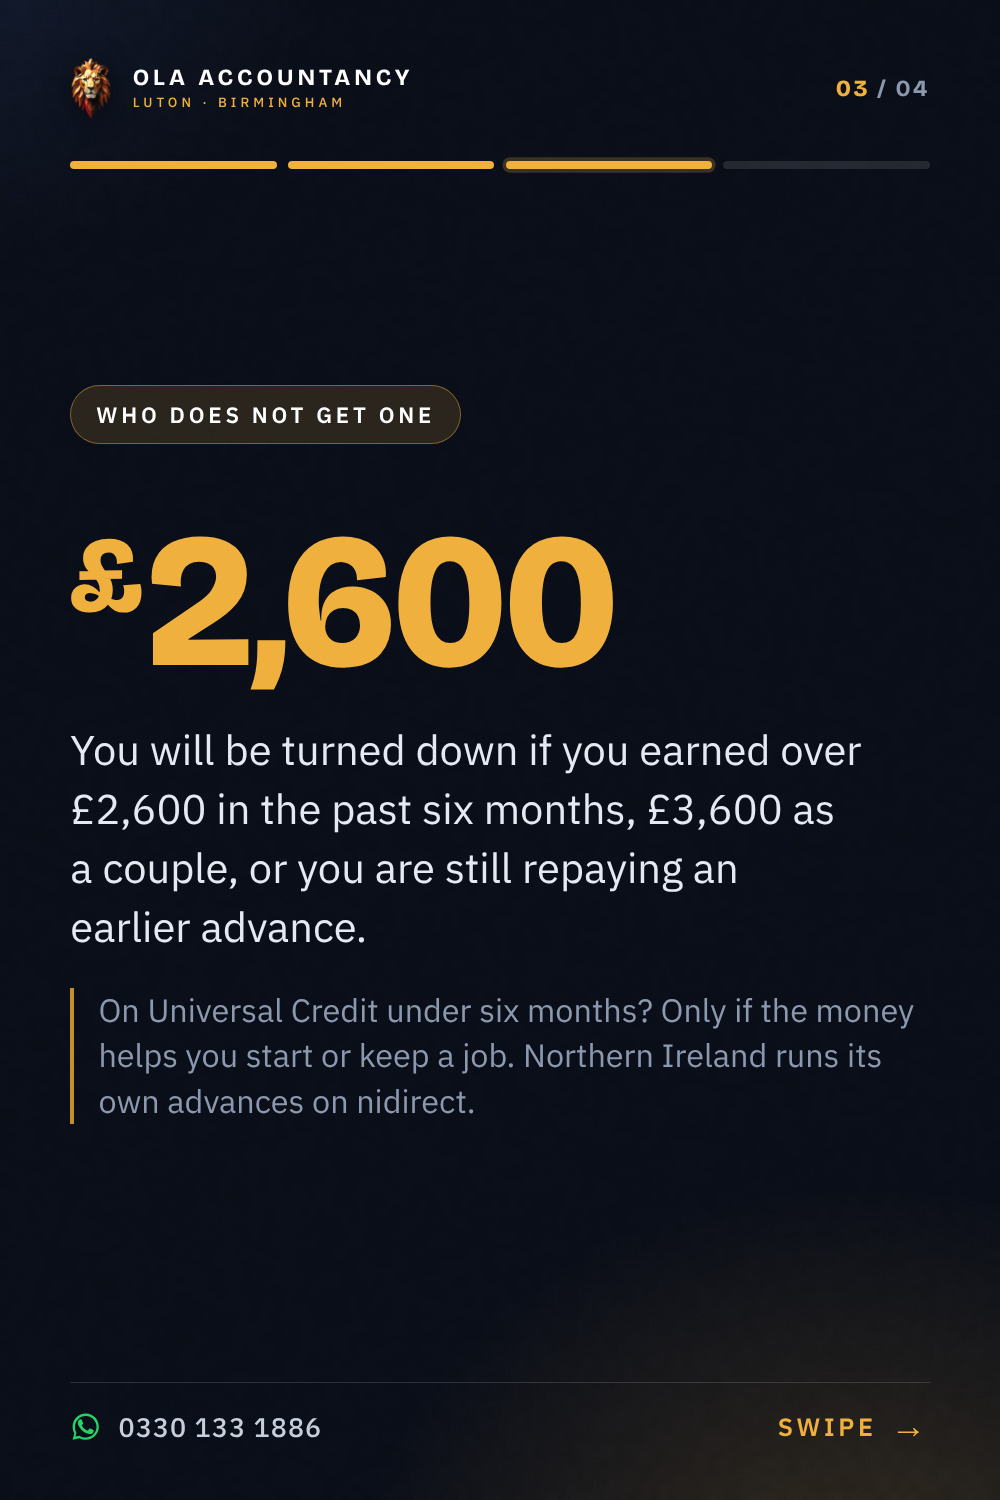 OLA ACCOUNTANCY
LUTON · BIRMINGHAM
03 / 04
WHO DOES NOT GET ONE
£2,600
You will be turned down if you earned over
£2,600 in the past six months, £3,600 as
a couple, or you are still repaying an
earlier advance.
On Universal Credit under six months? Only if the money
helps you start or keep a job. Northern Ireland runs its
own advances on nidirect.
0330 133 1886
SWIPE →